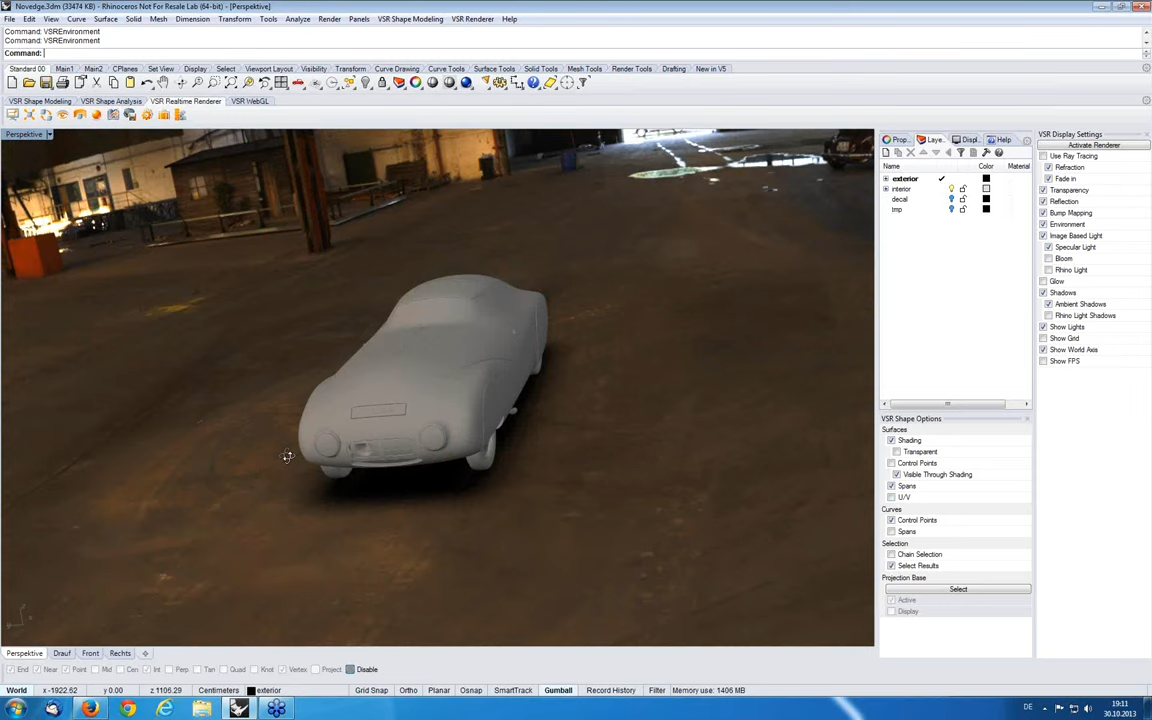 Novedge.3dm (33474 KB) - Rhinoceros Not For Resale Lab (64-bit) - [Perspektive]
File Edit View Curve Surface Solid Mesh Dimension Transform Tools Analyze Render Panels VSR Shape Modeling VSR Renderer Help
Command: VSREnvironment
Command: VSREnvironment
Command:
Standard 00 Main1 Main2 CPlanes Set View Display Select Viewport Layout Visibility Transform Curve Drawing Curve Tools Surface Tools Solid Tools Mesh Tools Render Tools Drafting New in V5
VSR Shape Modeling VSR Shape Analysis VSR Realtime Renderer VSR WebGL
Perspektive
Prop... Laye... Displ... Help
Name Color Material
exterior
interior
decal
tmp
VSR Shape Options
Surfaces
Shading
Transparent
Control Points
Visible Through Shading
Spans
U/V
Curves
Control Points
Spans
Selection
Chain Selection
Select Results
Projection Base
Select
Active
Display
VSR Display Settings
Activate Renderer
Use Ray Tracing
Refraction
Fade in
Transparency
Reflection
Bump Mapping
Environment
Image Based Light
Specular Light
Bloom
Rhino Light
Glow
Shadows
Ambient Shadows
Rhino Light Shadows
Show Lights
Show Grid
Show World Axis
Show FPS
Perspektive Drauf Front Rechts
End Near Point Mid Cen Int Perp Tan Quad Knot Vertex Project Disable
World x -1922.62 y 0.00 z 1106.29 Centimeters exterior Grid Snap Ortho Planar Osnap SmartTrack Gumball Record History Filter Memory use: 1406 MB
DE 19:11
30.10.2013